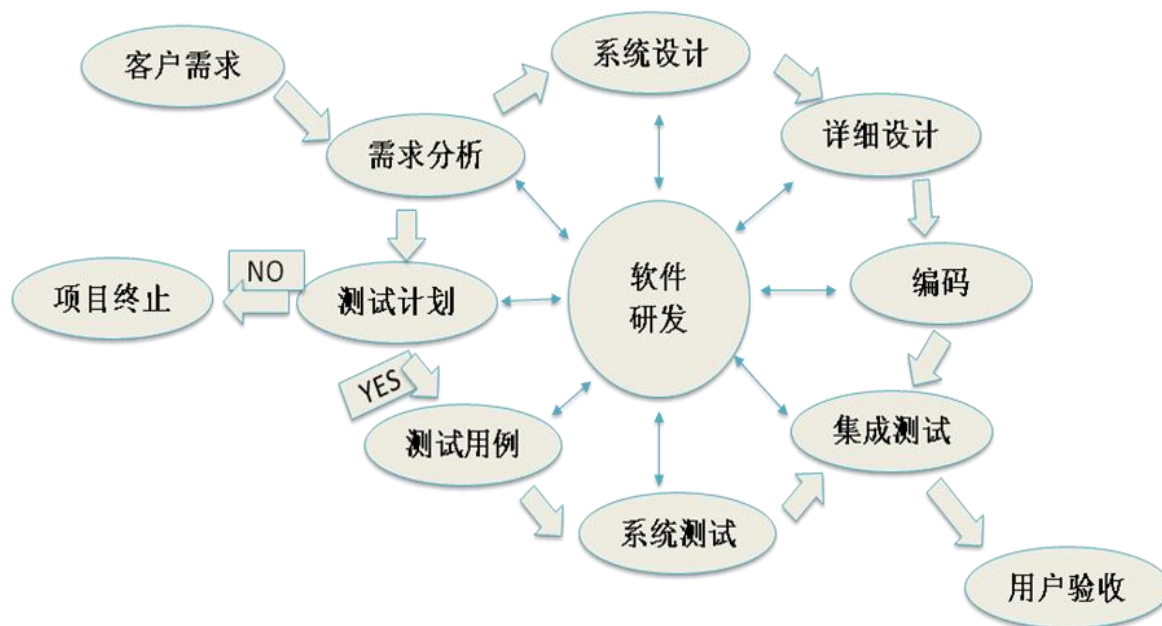 系统设计
客户需求
详细设计
需求分析
NO
软件
研发
编码
项目终止
测试计划
YES
测试用例
集成测试
系统测试
用户验收